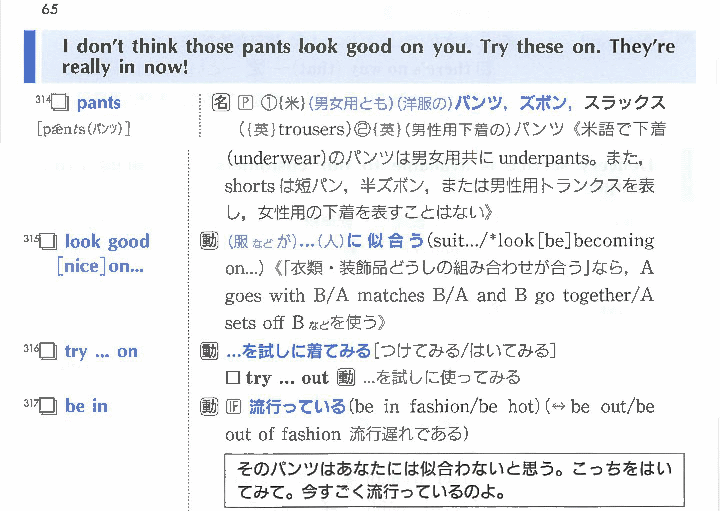 65
I don't think those pants look good on you. Try these on. They're
really in now!
314 □ pants
[pǽnts(パンツ)]
名 P ①{米}(男女用とも)(洋服の)パンツ，ズボン，スラックス
({英}trousers)②{英}(男性用下着の)パンツ《米語で下着
(underwear)のパンツは男女用共に underpants。また，
shorts は短パン，半ズボン，または男性用トランクスを表
し，女性用の下着を表すことはない》
315 □ look good
[nice]on...
動 (服などが)...(人)に似合う(suit.../*look[be]becoming
on...)《「衣類・装飾品どうしの組み合わせが合う」なら，A
goes with B/A matches B/A and B go together/A
sets off B などを使う》
316 □ try ... on
動 ...を試しに着てみる[つけてみる/はいてみる]
□ try ... out 動 ...を試しに使ってみる
317 □ be in
動 IF 流行っている(be in fashion/be hot)(⇔ be out/be
out of fashion 流行遅れである)
そのパンツはあなたには似合わないと思う。こっちをはい
てみて。今すごく流行っているのよ。